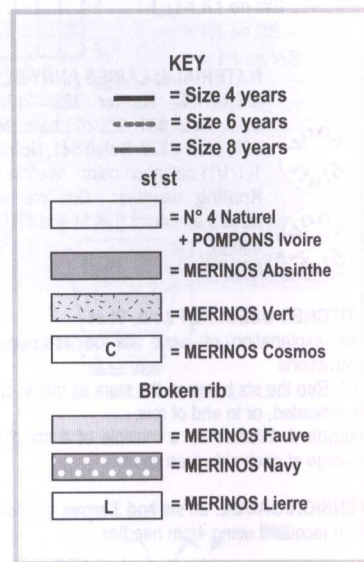 KEY
= Size 4 years
= Size 6 years
= Size 8 years
st st
= N° 4 Naturel
+ POMPONS Ivoire
= MERINOS Absinthe
= MERINOS Vert
C = MERINOS Cosmos
Broken rib
= MERINOS Fauve
= MERINOS Navy
L = MERINOS Lierre